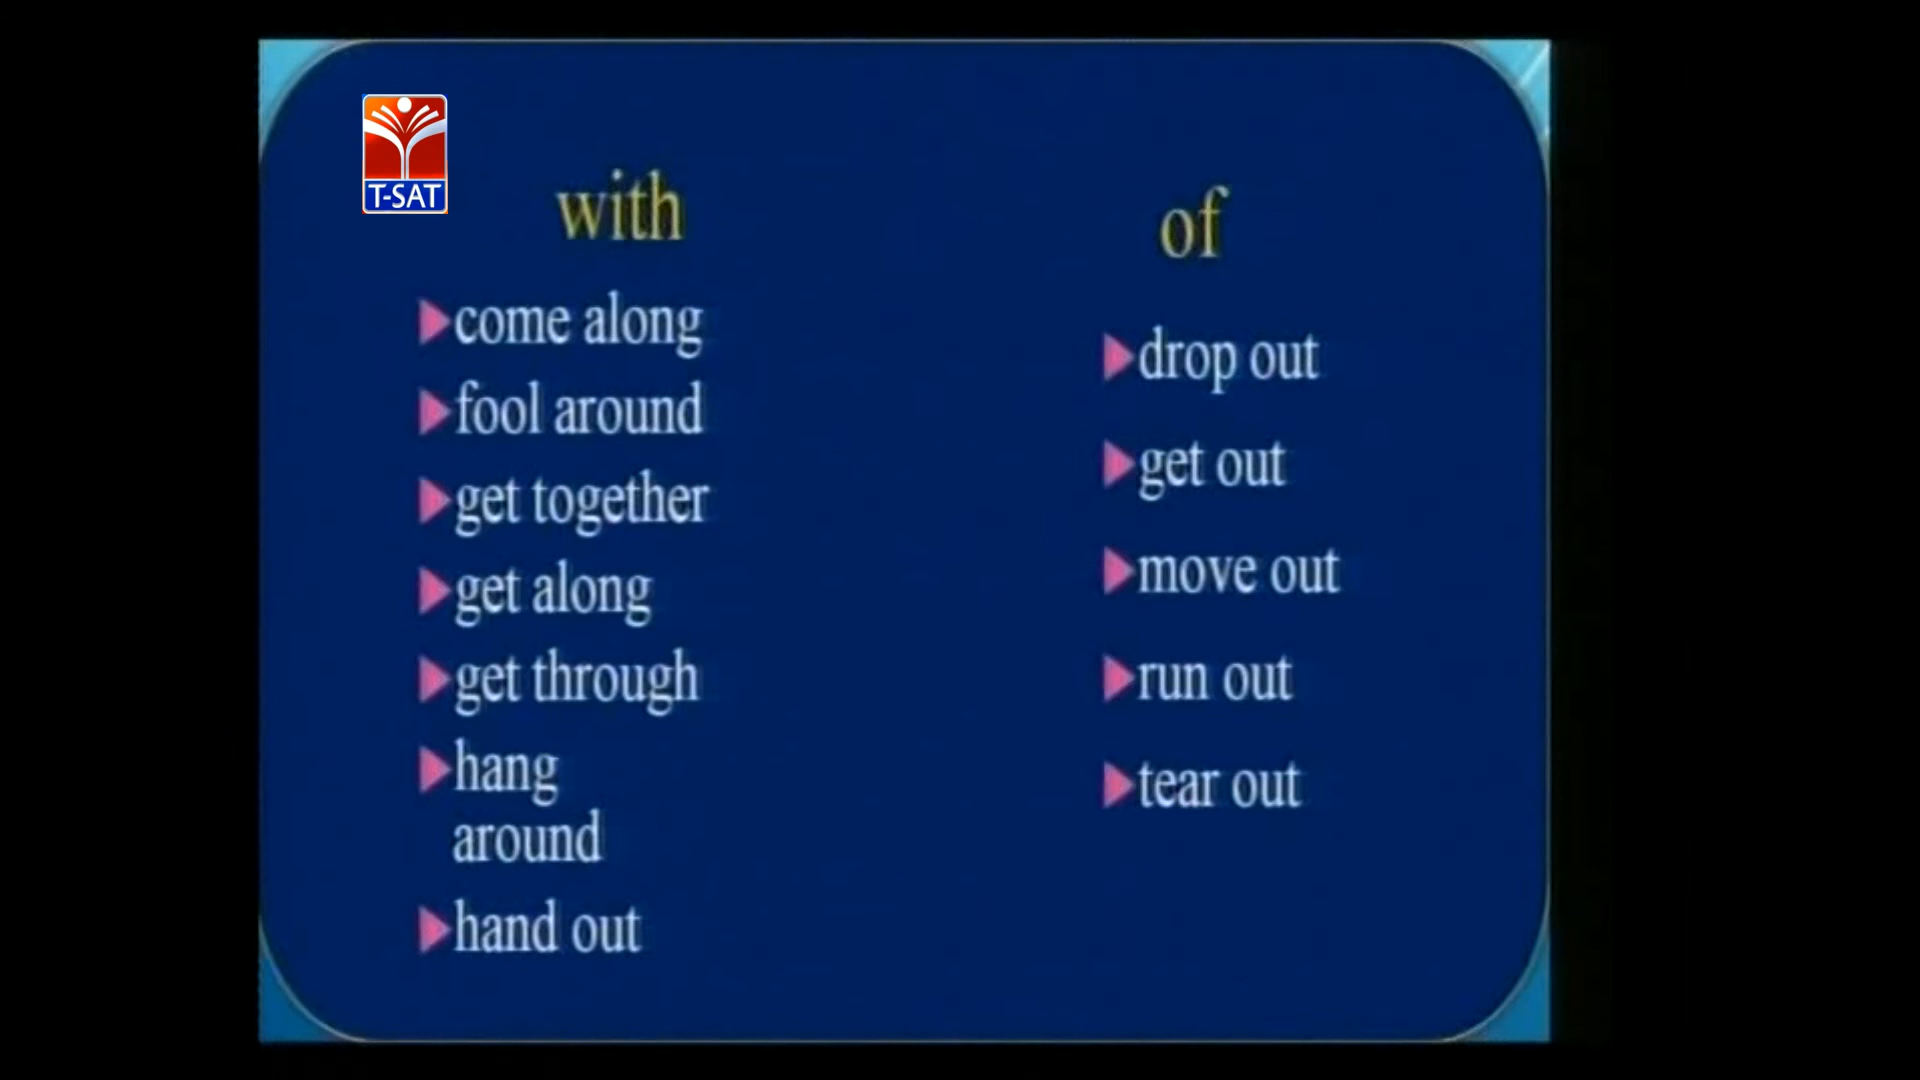 T-SAT
with
come along
fool around
get together
get along
get through
hang
around
hand out
of
drop out
get out
move out
run out
tear out